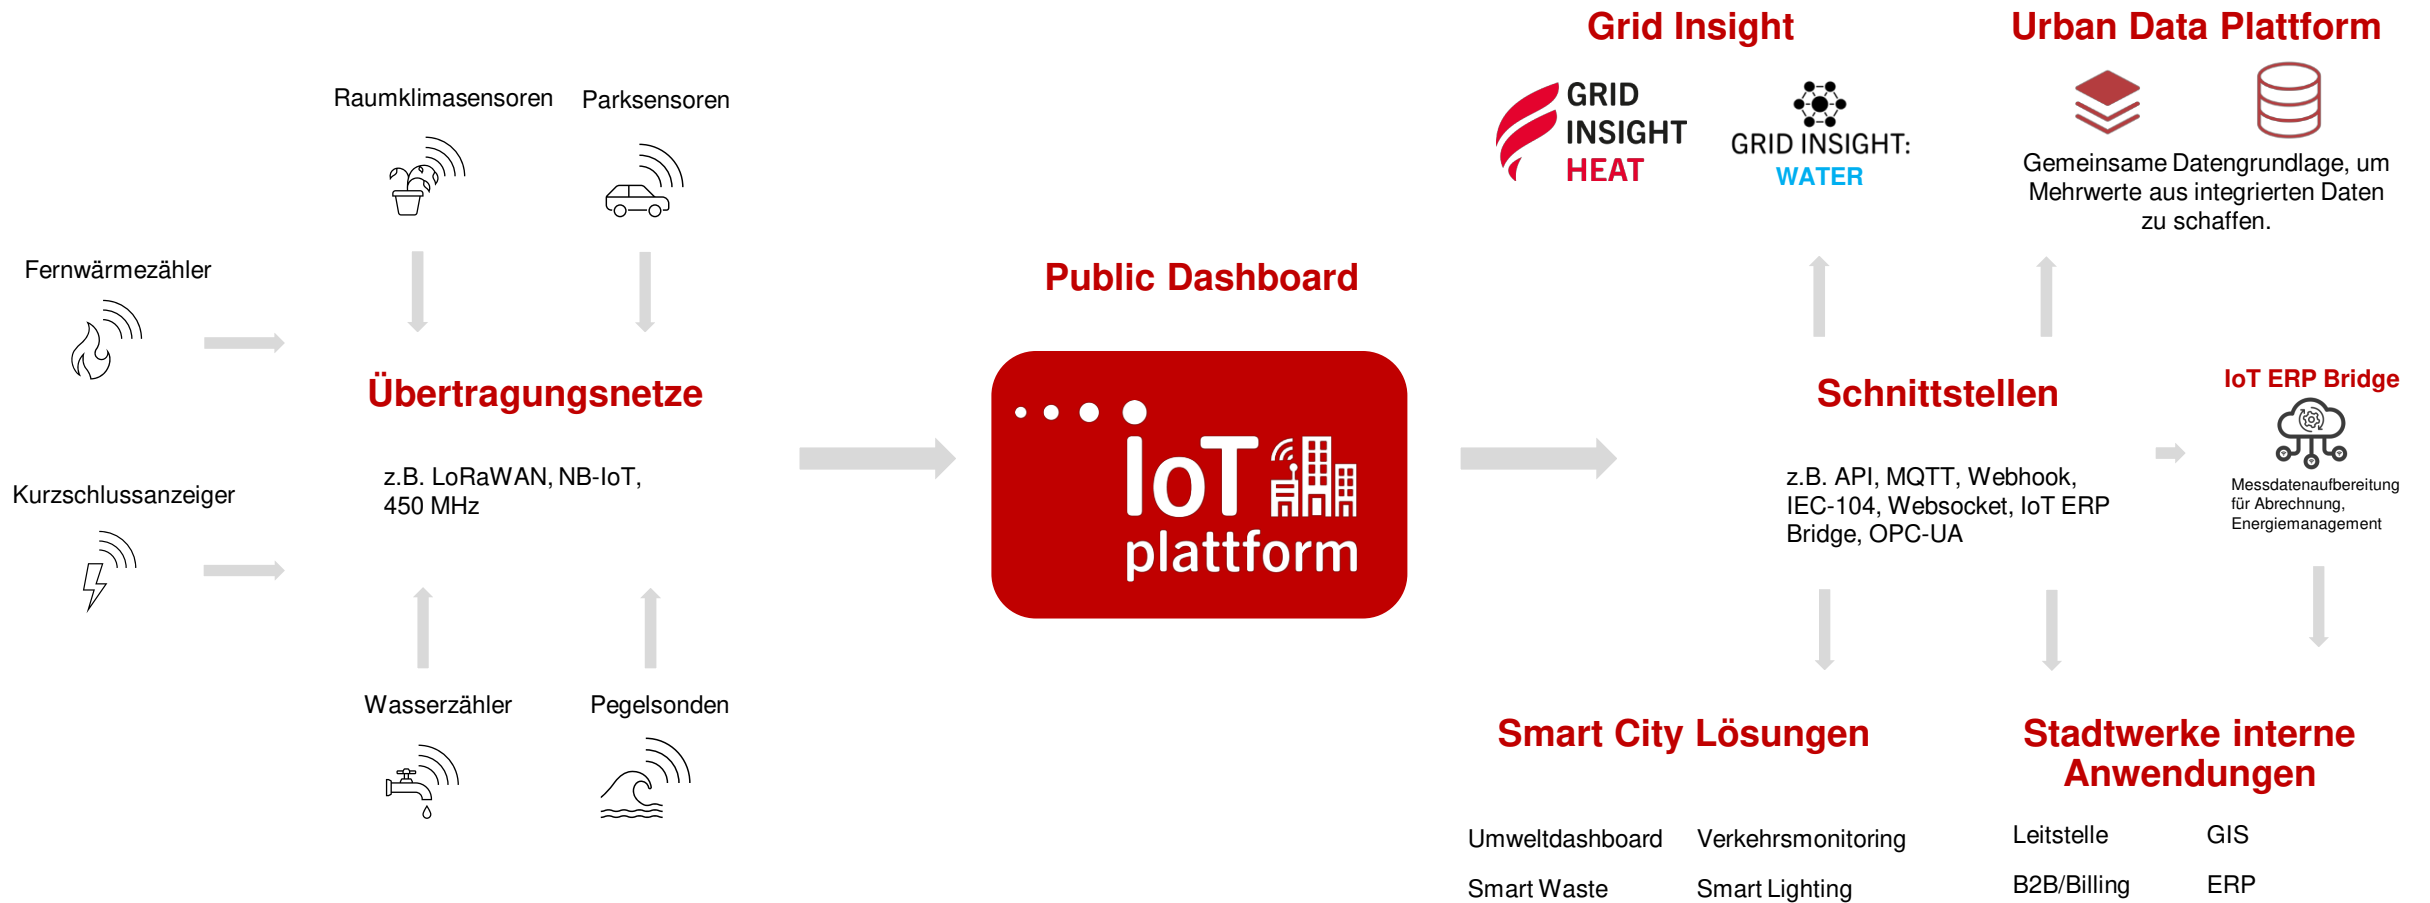 Grid Insight
Urban Data Plattform
Raumklimasensoren
Parksensoren
GRID
INSIGHT
HEAT
GRID INSIGHT:
WATER
Gemeinsame Datengrundlage, um
Mehrwerte aus integrierten Daten
zu schaffen.
Fernwärmezähler
Public Dashboard
Übertragungsnetze
z.B. LoRaWAN, NB-IoT,
450 MHz
Kurzschlussanzeiger
IoT
plattform
Schnittstellen
z.B. API, MQTT, Webhook,
IEC-104, Websocket, IoT ERP
Bridge, OPC-UA
IoT ERP Bridge
Messdatenaufbereitung
für Abrechnung,
Energiemanagement
Wasserzähler
Pegelsonden
Smart City Lösungen
Umweltdashboard
Verkehrsmonitoring
Smart Waste
Smart Lighting
Stadtwerke interne
Anwendungen
Leitstelle
GIS
B2B/Billing
ERP